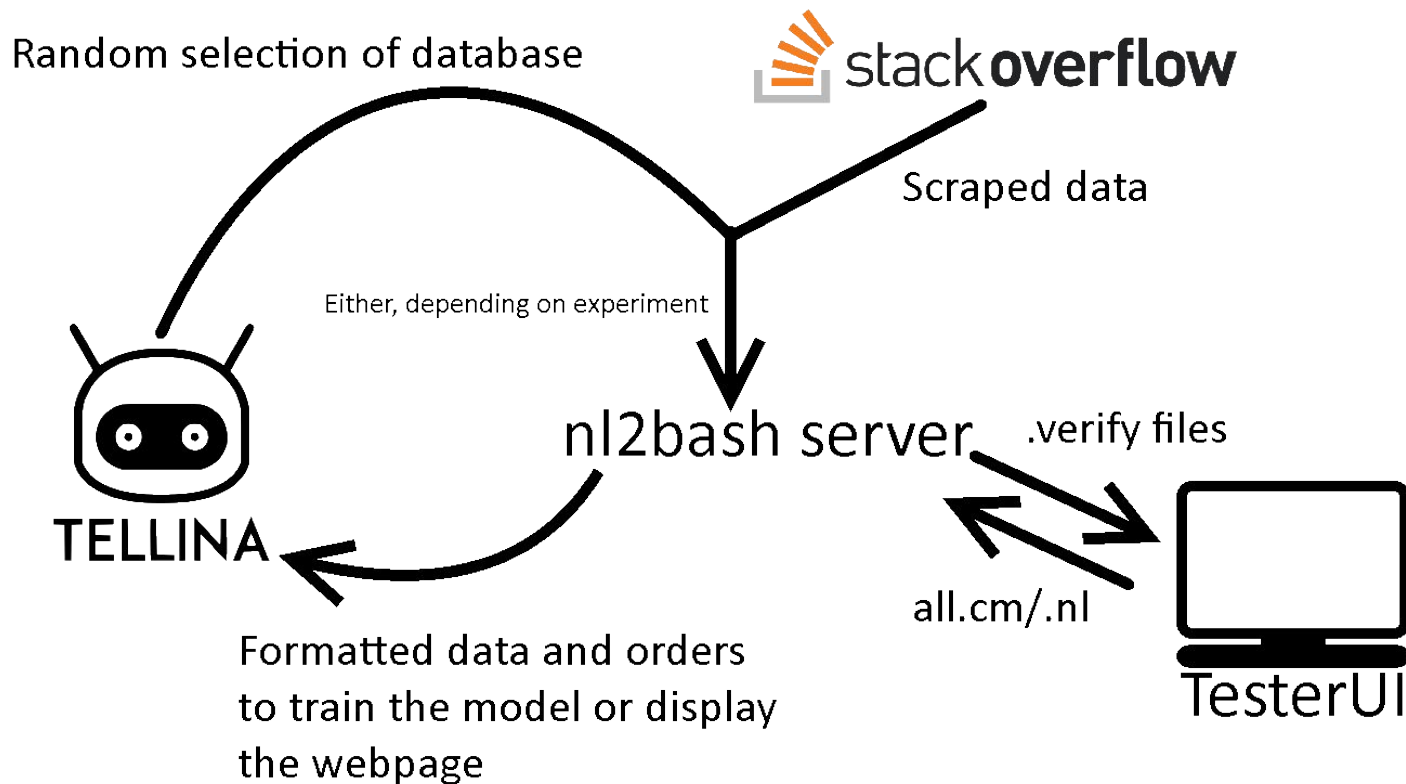 Random selection of database
stackoverflow
Scraped data
Either, depending on experiment
nl2bash server
.verify files
TELLINA
all.cm/.nl
Formatted data and orders
to train the model or display
the webpage
TesterUI